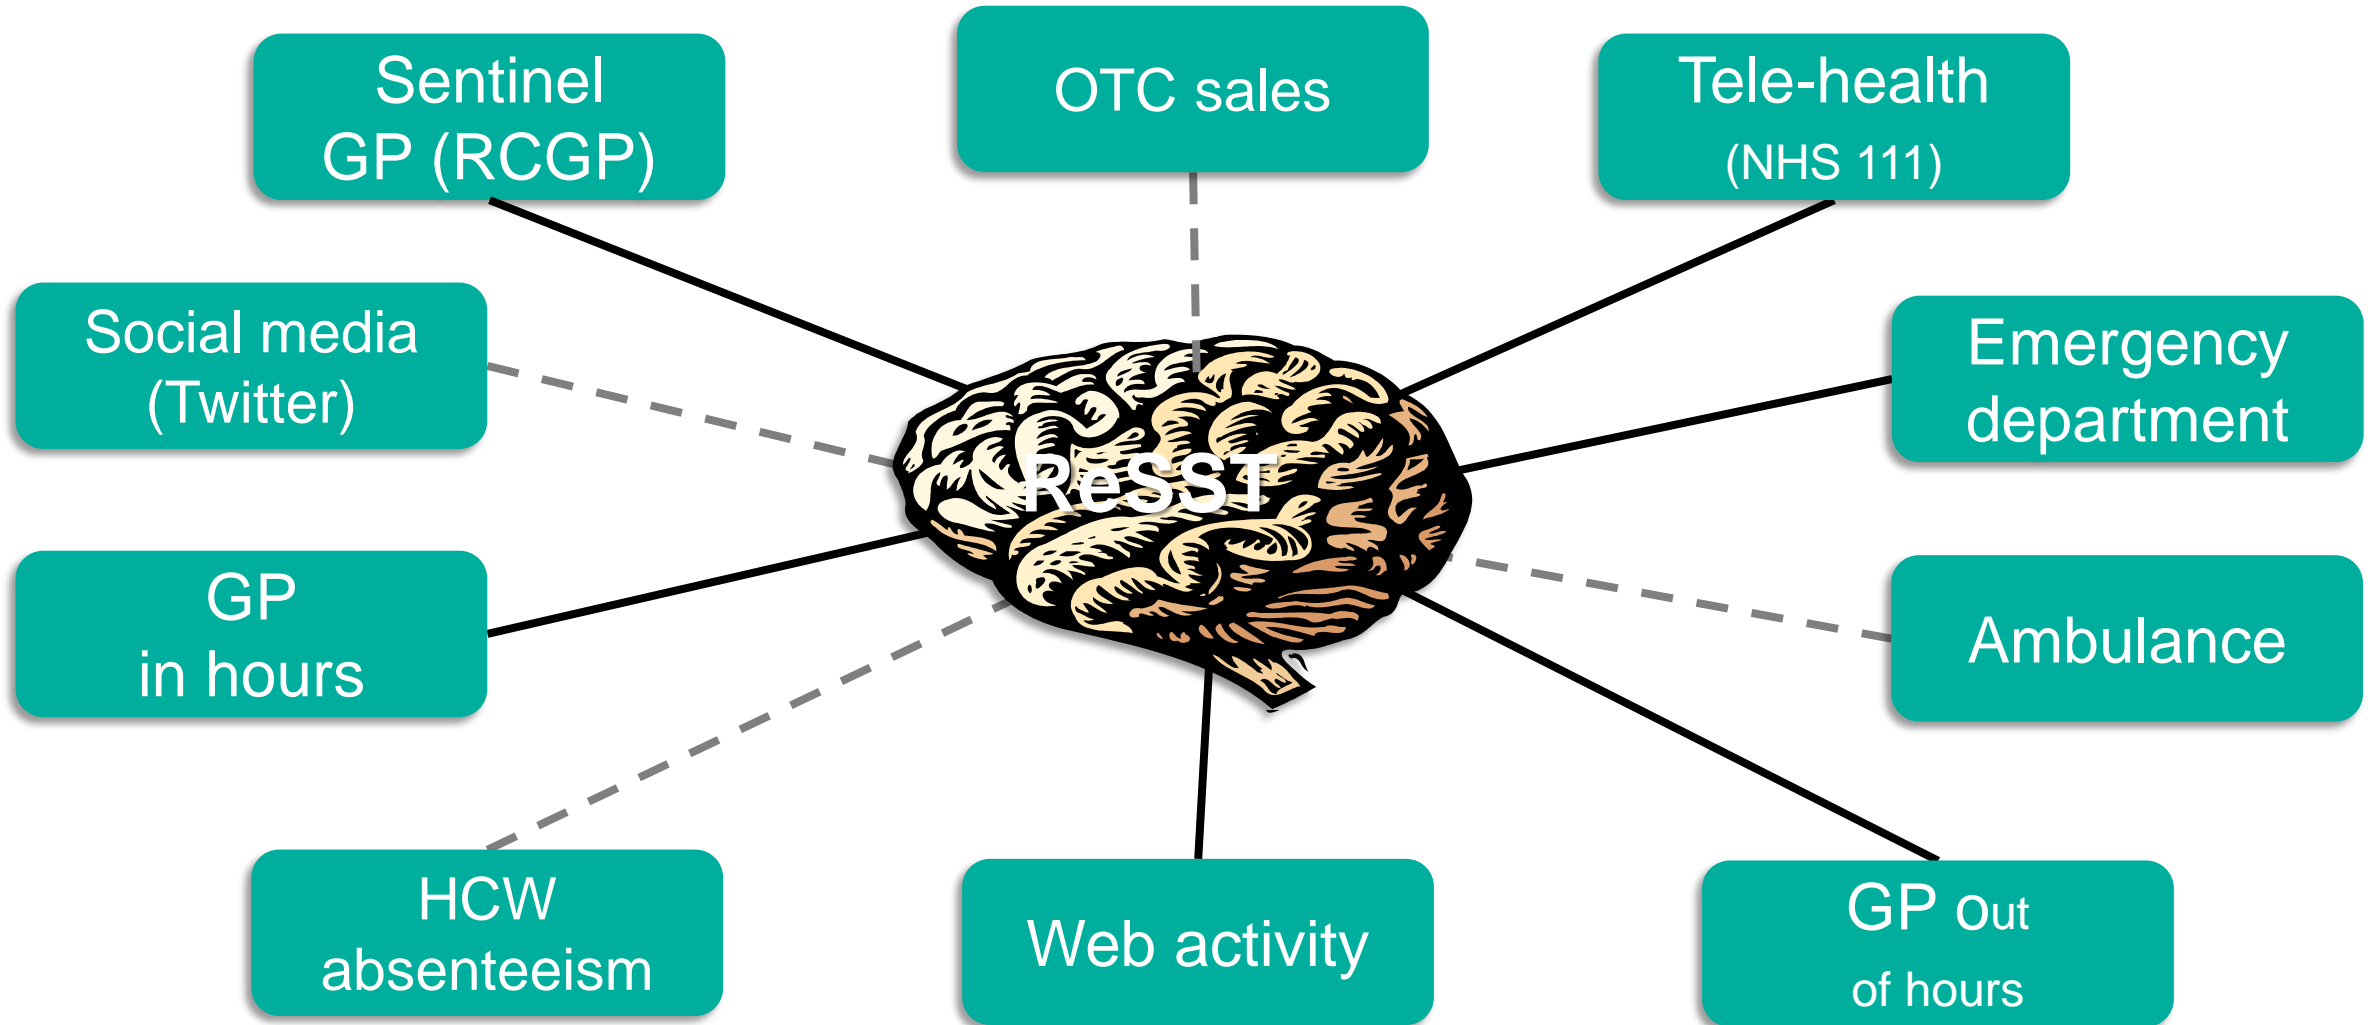 Sentinel
GP (RCGP)
OTC sales
Tele-health
(NHS 111)
Social media
(Twitter)
Emergency
department
ReSST
GP
in hours
Ambulance
HCW
absenteeism
Web activity
GP out
of hours